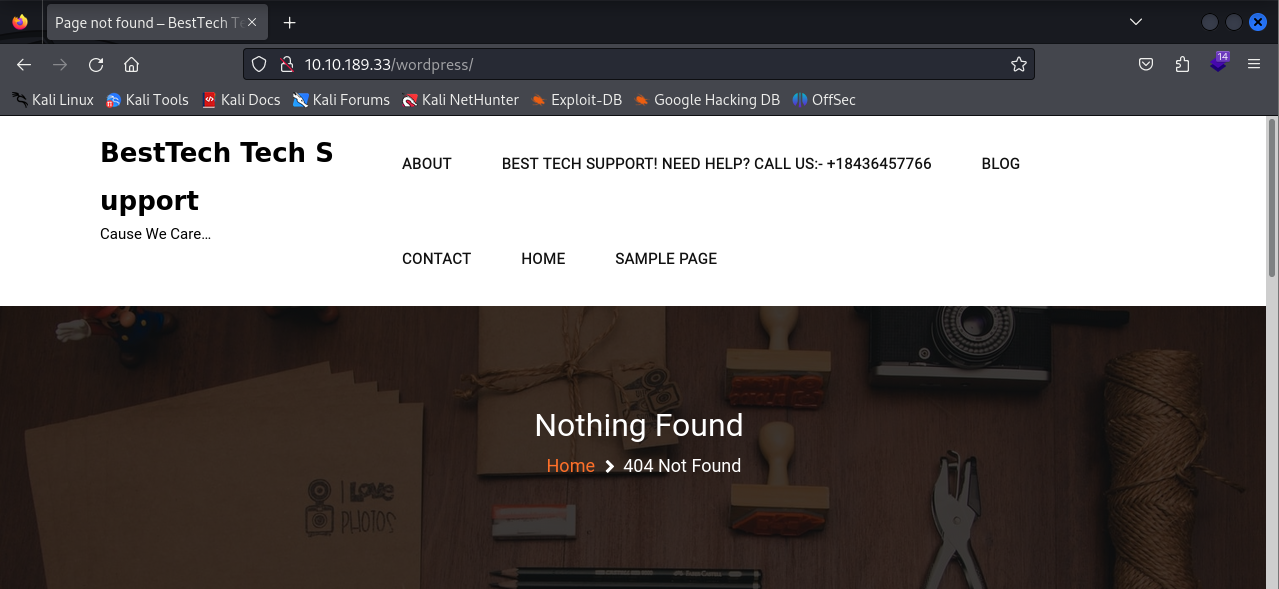 Page not found – BestTech Te
10.10.189.33/wordpress/
14
Kali Linux
Kali Tools
Kali Docs
Kali Forums
Kali NetHunter
Exploit-DB
Google Hacking DB
OffSec
BestTech Tech S
upport
Cause We Care…
ABOUT
BEST TECH SUPPORT! NEED HELP? CALL US:- +18436457766
BLOG
CONTACT
HOME
SAMPLE PAGE
Nothing Found
Home
404 Not Found
I LOVE
PHOTOS